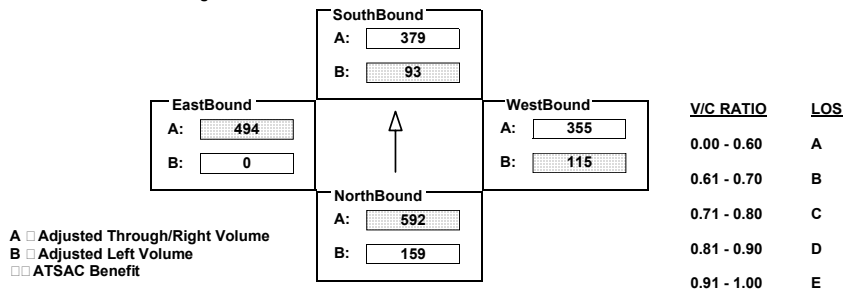 SouthBound
A: 379
B: 93
EastBound
A: 494
B: 0
WestBound
A: 355
B: 115
NorthBound
A: 592
B: 159
A □ Adjusted Through/Right Volume
B □ Adjusted Left Volume
□□ ATSAC Benefit
V/C RATIO LOS
0.00 - 0.60 A
0.61 - 0.70 B
0.71 - 0.80 C
0.81 - 0.90 D
0.91 - 1.00 E